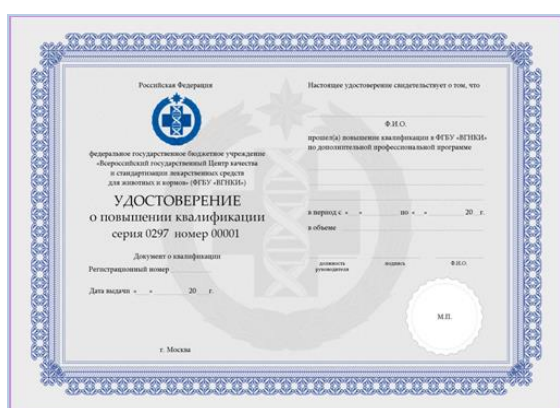 Российская Федерация
федеральное государственное бюджетное учреждение
«Всероссийский государственный Центр качества
и стандартизации лекарственных средств
для животных и кормов» (ФГБУ «ВГНКИ»)
УДОСТОВЕРЕНИЕ
о повышении квалификации
серия 0297 номер 00001
Документ о квалификации
Регистрационный номер
Дата выдачи « » 20 г.
г. Москва
Настоящее удостоверение свидетельствует о том, что
Ф.И.О.
прошел(а) повышение квалификации в ФГБУ «ВГНКИ»
по дополнительной профессиональной программе
в период с « » по « » 20 г.
в объеме
должность подпись Ф.И.О.
руководителя
М.П.